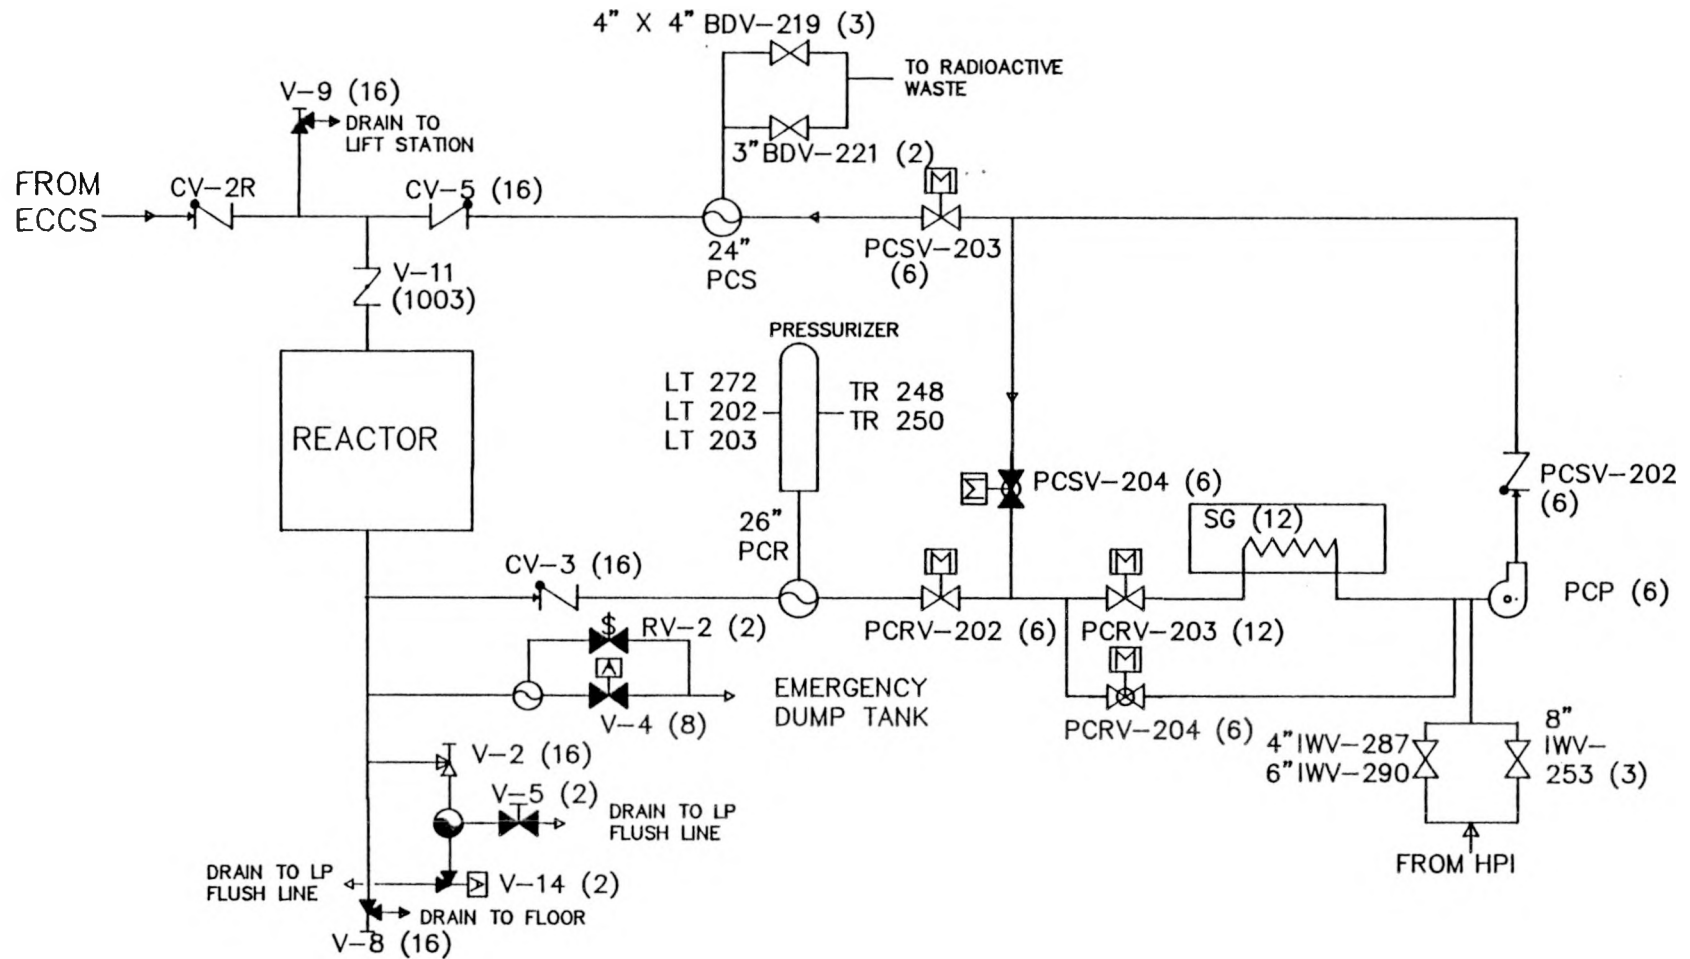 4" X 4" BDV-219 (3)
TO RADIOACTIVE
WASTE
3" BDV-221 (2)
V-9 (16)
DRAIN TO
LIFT STATION
FROM
ECCS
CV-2R
CV-5 (16)
M
24"
PCS
PCSV-203
(6)
V-11
(1003)
PRESSURIZER
LT 272
LT 202
LT 203
TR 248
TR 250
REACTOR
M
PCSV-204 (6)
PCSV-202
(6)
SG (12)
26"
PCR
CV-3 (16)
M
M
PCP (6)
$
RV-2 (2)
PCRV-202 (6)
PCRV-203 (12)
A
M
EMERGENCY
DUMP TANK
V-4 (8)
PCRV-204 (6)
V-2 (16)
4" IWV-287
6" IWV-290
8"
IWV-
253 (3)
V-5 (2)
DRAIN TO LP
FLUSH LINE
FROM HPI
DRAIN TO LP
FLUSH LINE
A
V-14 (2)
DRAIN TO FLOOR
V-8 (16)